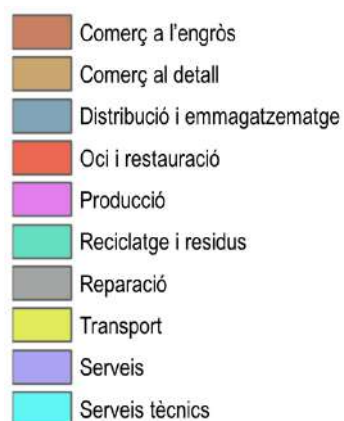 Comerç a l'engròs
Comerç al detall
Distribució i emmagatzematge
Oci i restauració
Producció
Reciclatge i residus
Reparació
Transport
Serveis
Serveis tècnics